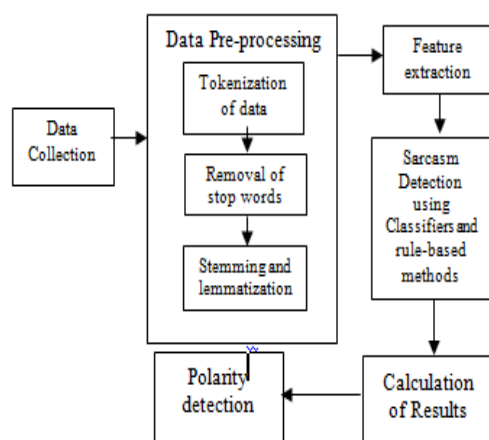 Data
Collection
Data Pre-processing
Tokenization
of data
Removal of
stop words
Stemming and
lemmatization
Feature
extraction
Sarcasm
Detection
using
Classifiers and
rule-based
methods
Calculation
of Results
Polarity
detection